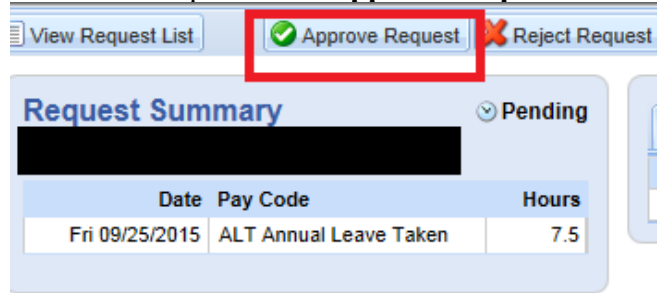 View Request List Approve Request Reject Request
Request Summary Pending
Date Pay Code Hours
Fri 09/25/2015 ALT Annual Leave Taken 7.5